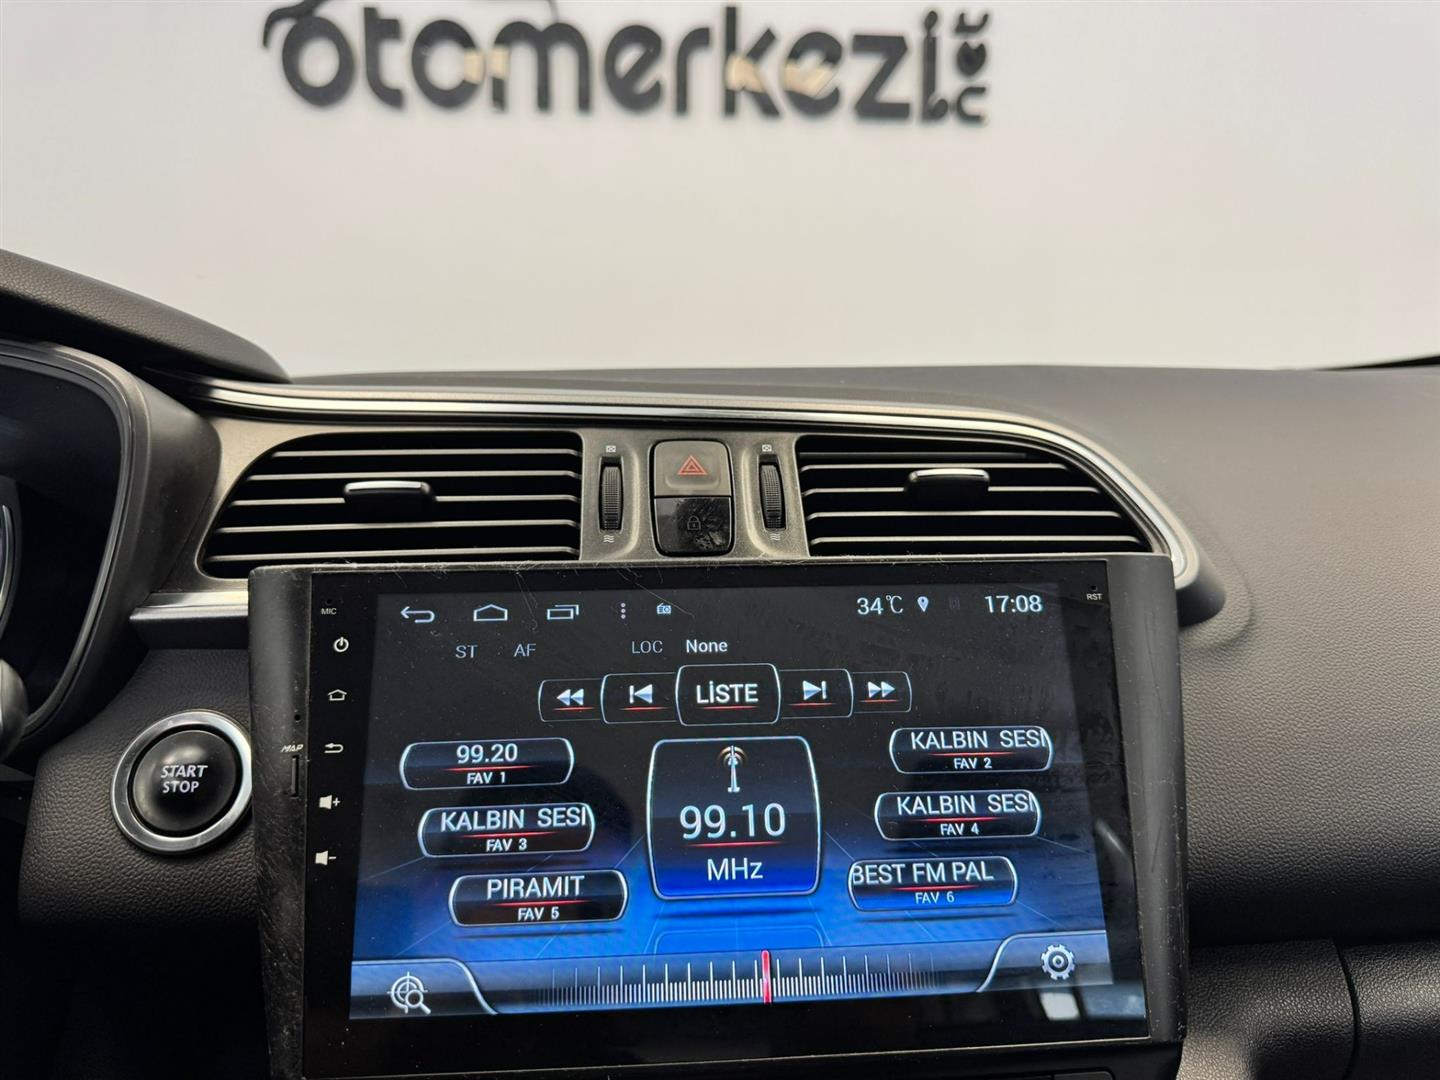 otomerkezi.net
MIC
34°C
17:08
RST
ST AF LOC None
LİSTE
MAP
START
STOP
99.20
FAV 1
KALBIN SESI
FAV 2
KALBIN SESI
FAV 3
99.10
MHz
KALBIN SESI
FAV 4
PIRAMIT
FAV 5
BEST FM PAL
FAV 6